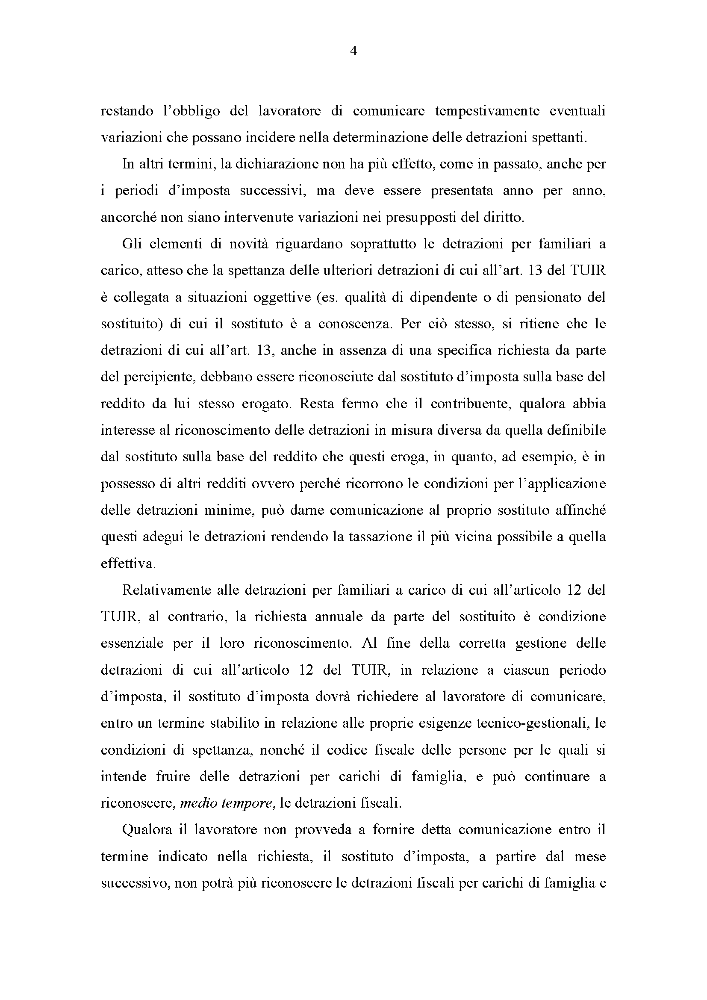 4
restando l’obbligo del lavoratore di comunicare tempestivamente eventuali
variazioni che possano incidere nella determinazione delle detrazioni spettanti.
In altri termini, la dichiarazione non ha più effetto, come in passato, anche per
i periodi d’imposta successivi, ma deve essere presentata anno per anno,
ancorché non siano intervenute variazioni nei presupposti del diritto.
Gli elementi di novità riguardano soprattutto le detrazioni per familiari a
carico, atteso che la spettanza delle ulteriori detrazioni di cui all’art. 13 del TUIR
è collegata a situazioni oggettive (es. qualità di dipendente o di pensionato del
sostituito) di cui il sostituto è a conoscenza. Per ciò stesso, si ritiene che le
detrazioni di cui all’art. 13, anche in assenza di una specifica richiesta da parte
del percipiente, debbano essere riconosciute dal sostituto d’imposta sulla base del
reddito da lui stesso erogato. Resta fermo che il contribuente, qualora abbia
interesse al riconoscimento delle detrazioni in misura diversa da quella definibile
dal sostituto sulla base del reddito che questi eroga, in quanto, ad esempio, è in
possesso di altri redditi ovvero perché ricorrono le condizioni per l’applicazione
delle detrazioni minime, può darne comunicazione al proprio sostituto affinché
questi adegui le detrazioni rendendo la tassazione il più vicina possibile a quella
effettiva.
Relativamente alle detrazioni per familiari a carico di cui all’articolo 12 del
TUIR, al contrario, la richiesta annuale da parte del sostituito è condizione
essenziale per il loro riconoscimento. Al fine della corretta gestione delle
detrazioni di cui all’articolo 12 del TUIR, in relazione a ciascun periodo
d’imposta, il sostituto d’imposta dovrà richiedere al lavoratore di comunicare,
entro un termine stabilito in relazione alle proprie esigenze tecnico-gestionali, le
condizioni di spettanza, nonché il codice fiscale delle persone per le quali si
intende fruire delle detrazioni per carichi di famiglia, e può continuare a
riconoscere, medio tempore, le detrazioni fiscali.
Qualora il lavoratore non provveda a fornire detta comunicazione entro il
termine indicato nella richiesta, il sostituto d’imposta, a partire dal mese
successivo, non potrà più riconoscere le detrazioni fiscali per carichi di famiglia e